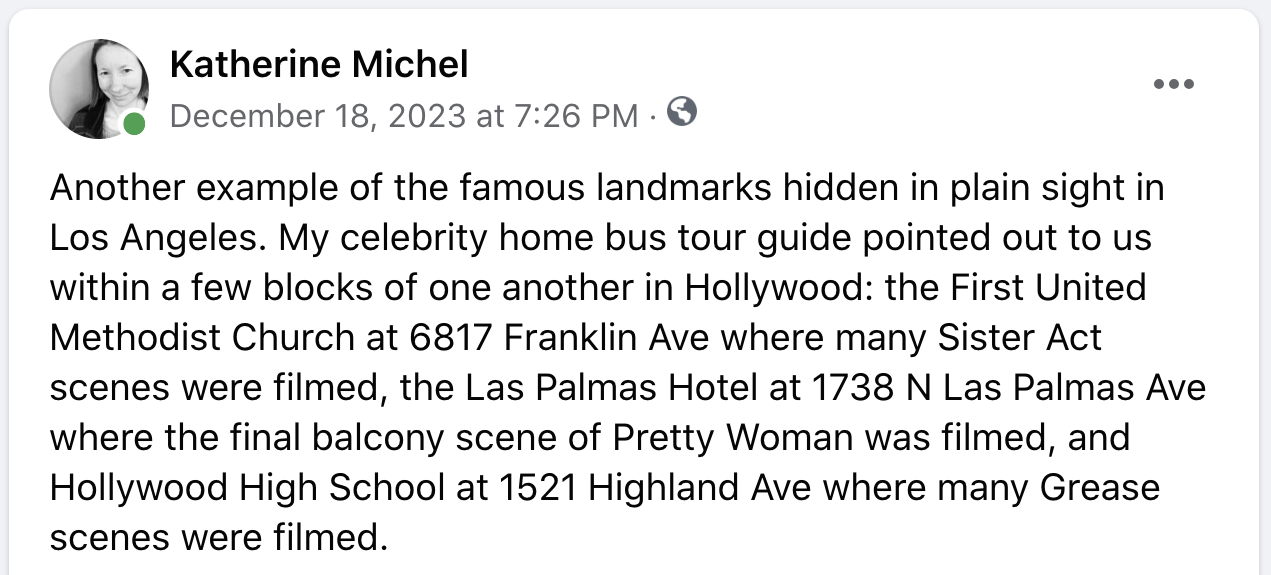 Katherine Michel
December 18, 2023 at 7:26 PM ·
Another example of the famous landmarks hidden in plain sight in
Los Angeles. My celebrity home bus tour guide pointed out to us
within a few blocks of one another in Hollywood: the First United
Methodist Church at 6817 Franklin Ave where many Sister Act
scenes were filmed, the Las Palmas Hotel at 1738 N Las Palmas Ave
where the final balcony scene of Pretty Woman was filmed, and
Hollywood High School at 1521 Highland Ave where many Grease
scenes were filmed.